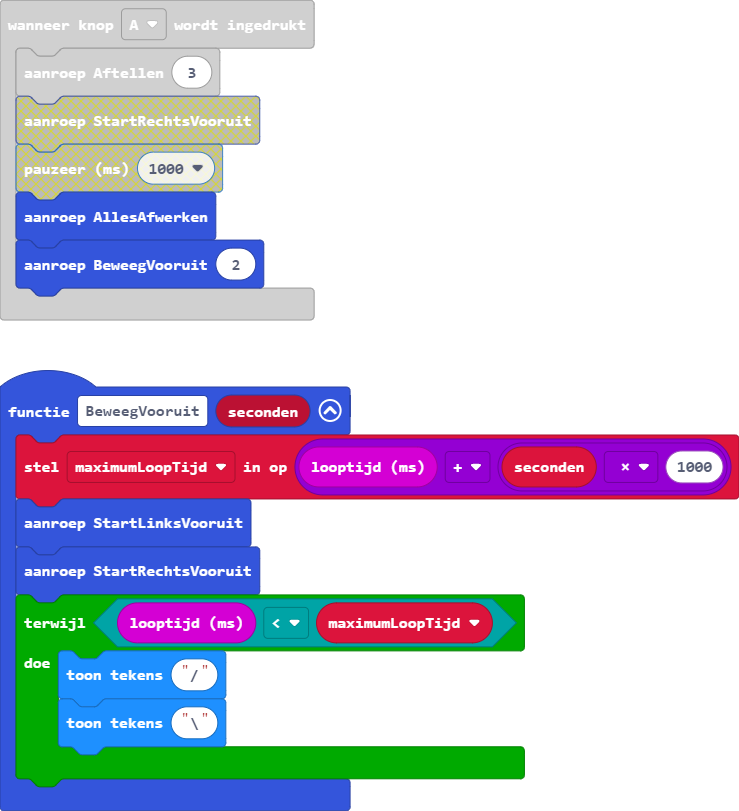 wanneer knop A wordt ingedrukt
aanroep Aftellen 3
aanroep StartRechtsVooruit
pauzeer (ms) 1000
aanroep AllesAfwerken
aanroep BeweegVooruit 2
functie BeweegVooruit seconden
stel maximumLoopTijd in op looptijd (ms) + seconden × 1000
aanroep StartLinksVooruit
aanroep StartRechtsVooruit
terwijl looptijd (ms) < maximumLoopTijd
doe
toon tekens "/"
toon tekens "\"